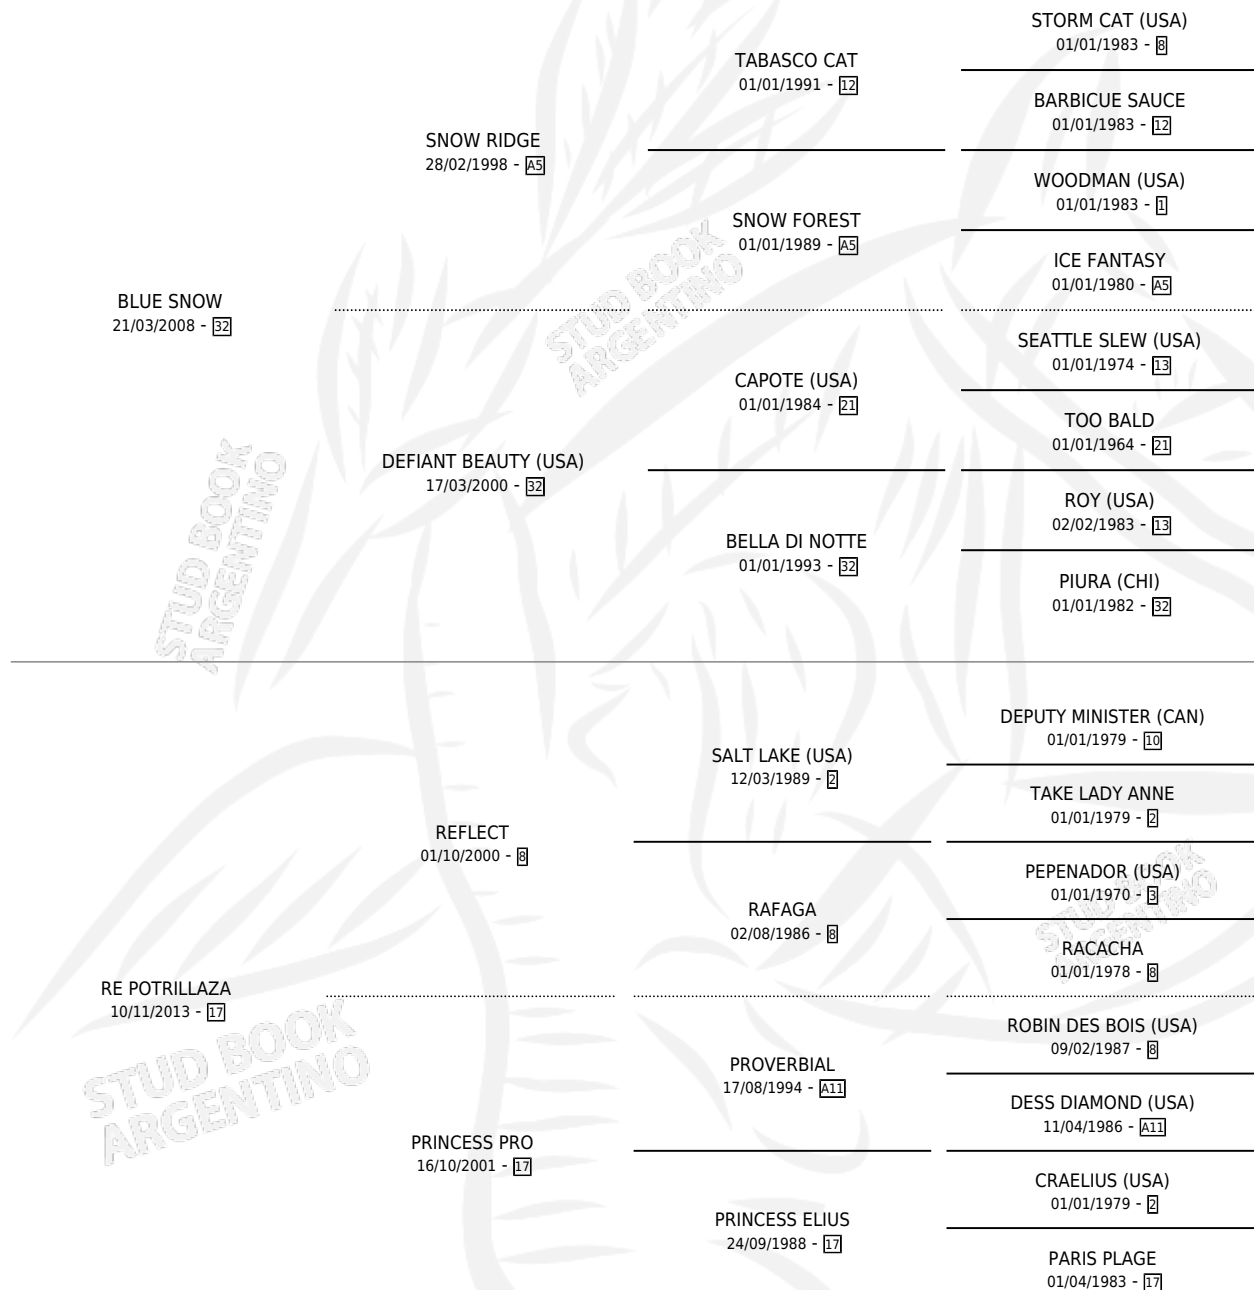 STORM CAT (USA)
01/01/1983 - 8
TABASCO CAT
01/01/1991 - 12
BARBICUE SAUCE
01/01/1983 - 12
SNOW RIDGE
28/02/1998 - A5
WOODMAN (USA)
01/01/1983 - 1
SNOW FOREST
01/01/1989 - A5
ICE FANTASY
01/01/1980 - A5
BLUE SNOW
21/03/2008 - 32
STUD BOOK
ARGENTINO
SEATTLE SLEW (USA)
01/01/1974 - 13
CAPOTE (USA)
01/01/1984 - 21
TOO BALD
01/01/1964 - 21
DEFIANT BEAUTY (USA)
17/03/2000 - 32
ROY (USA)
02/02/1983 - 13
BELLA DI NOTTE
01/01/1993 - 32
PIURA (CHI)
01/01/1982 - 32
STUD BOOK
ARGENTINO
DEPUTY MINISTER (CAN)
01/01/1979 - 10
SALT LAKE (USA)
12/03/1989 - 2
TAKE LADY ANNE
01/01/1979 - 2
REFLECT
01/10/2000 - 8
PEPENADOR (USA)
01/01/1970 - 3
RAFAGA
02/08/1986 - 8
RACACHA
01/01/1978 - 8
STUD BOOK
ARGENTINO
RE POTRILLAZA
10/11/2013 - 17
ROBIN DES BOIS (USA)
09/02/1987 - 8
PROVERBIAL
17/08/1994 - A11
DESS DIAMOND (USA)
11/04/1986 - A11
STUD BOOK
ARGENTINO
PRINCESS PRO
16/10/2001 - 17
CRAELIUS (USA)
01/01/1979 - 2
PRINCESS ELIUS
24/09/1988 - 17
PARIS PLAGE
01/04/1983 - 17